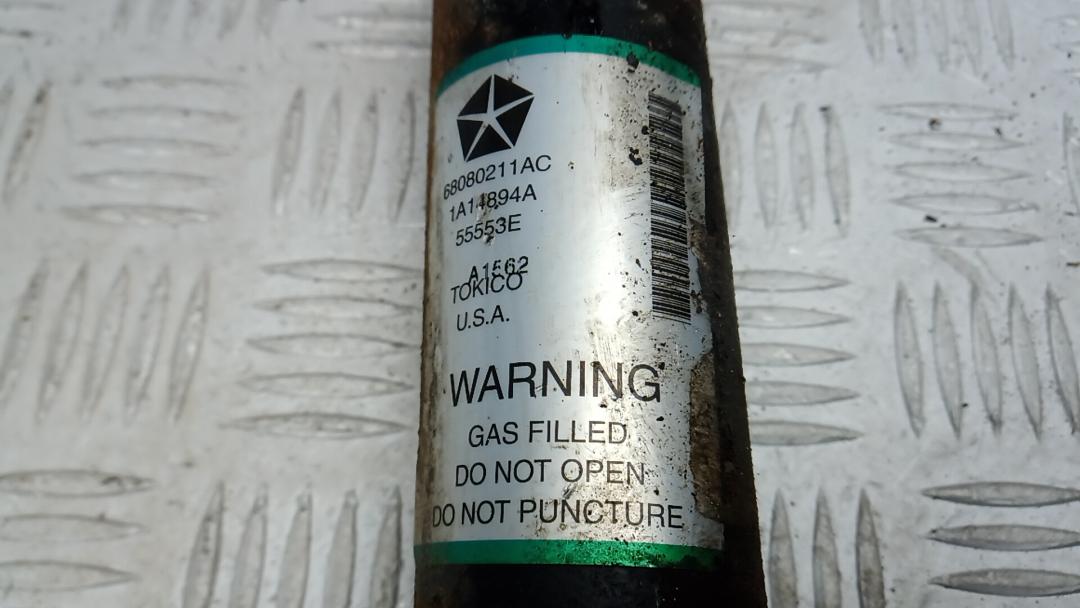 68080211AC
1A14894A
55553E
A1562
TOKICO
U.S.A.
WARNING
GAS FILLED
DO NOT OPEN
DO NOT PUNCTURE